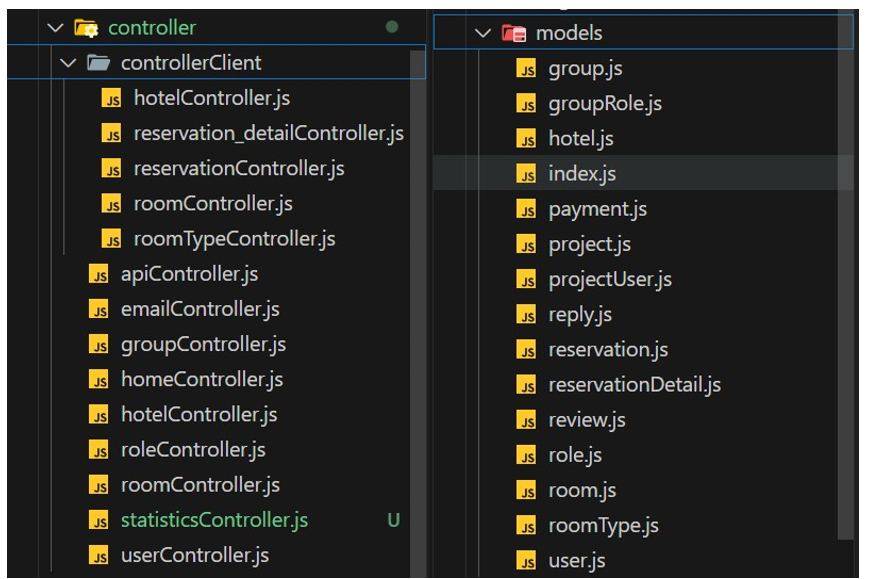 controller
controllerClient
JS hotelController.js
JS reservation_detailController.js
JS reservationController.js
JS roomController.js
JS roomTypeController.js
JS apiController.js
JS emailController.js
JS groupController.js
JS homeController.js
JS hotelController.js
JS roleController.js
JS roomController.js
JS statisticsController.js U
JS userController.js
models
JS group.js
JS groupRole.js
JS hotel.js
JS index.js
JS payment.js
JS project.js
JS projectUser.js
JS reply.js
JS reservation.js
JS reservationDetail.js
JS review.js
JS role.js
JS room.js
JS roomType.js
JS user.js